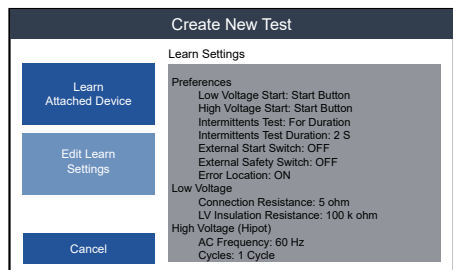 Create New Test
Learn Settings
Learn
Attached Device
Edit Learn
Settings
Cancel
Preferences
Low Voltage Start: Start Button
High Voltage Start: Start Button
Intermittents Test: For Duration
Intermittents Test Duration: 2 S
External Start Switch: OFF
External Safety Switch: OFF
Error Location: ON
Low Voltage
Connection Resistance: 5 ohm
LV Insulation Resistance: 100 k ohm
High Voltage (Hipot)
AC Frequency: 60 Hz
Cycles: 1 Cycle